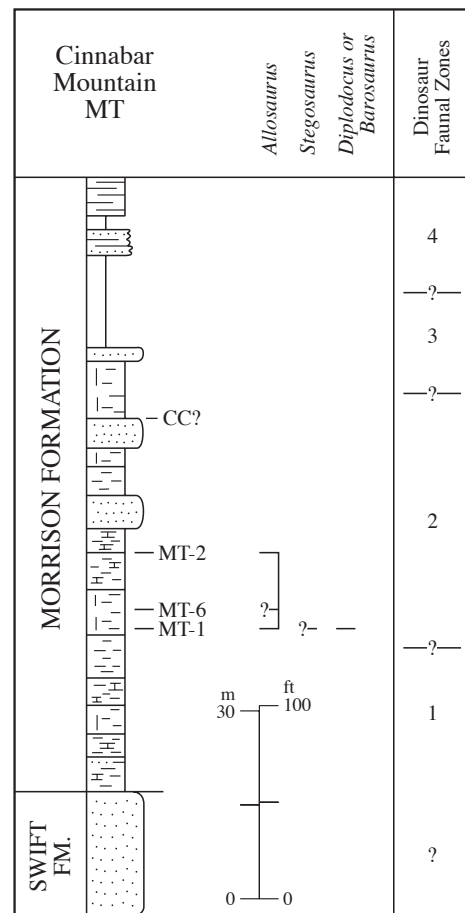 Cinnabar
Mountain
MT
Allosaurus
Stegosaurus
Diplodocus or
Barosaurus
Dinosaur
Faunal Zones
MORRISON FORMATION
4
?
3
?
CC?
2
MT-2
MT-6
?
MT-1
?
?
m
ft
30
100
1
SWIFT
FM.
?
0
0